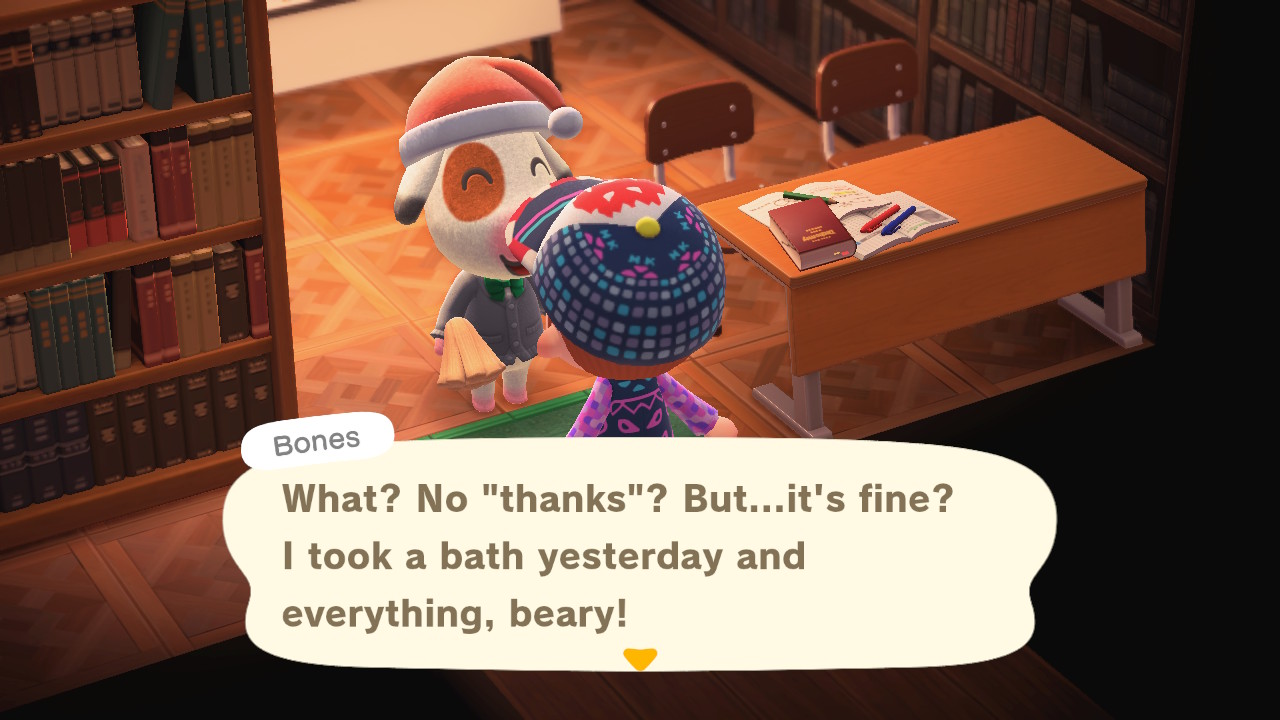 Bones
What? No "thanks"? But...it's fine?
I took a bath yesterday and
everything, beary!